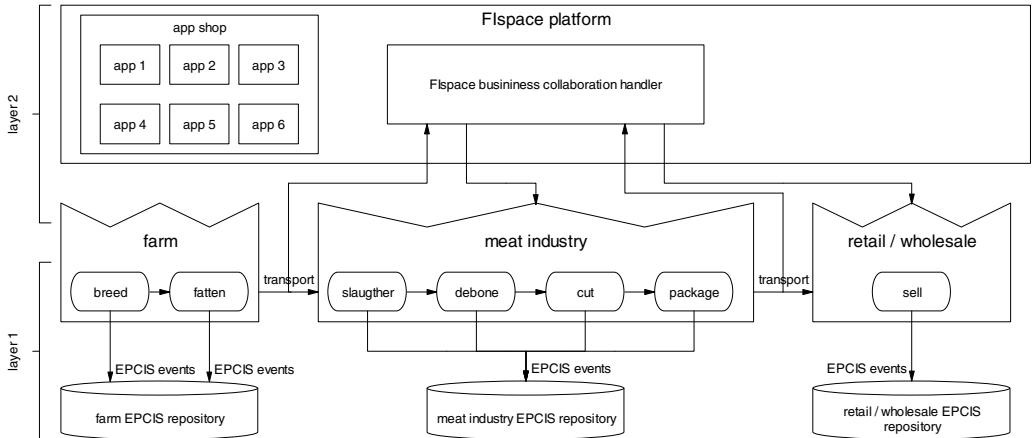 FIspace platform
app shop
app 1
app 2
app 3
app 4
app 5
app 6
FIspace busininess collaboration handler
layer 2
farm
meat industry
retail / wholesale
breed
fatten
transport
slaugther
debone
cut
package
transport
sell
layer 1
EPCIS events
EPCIS events
EPCIS events
EPCIS events
farm EPCIS repository
meat industry EPCIS repository
retail / wholesale EPCIS
repository